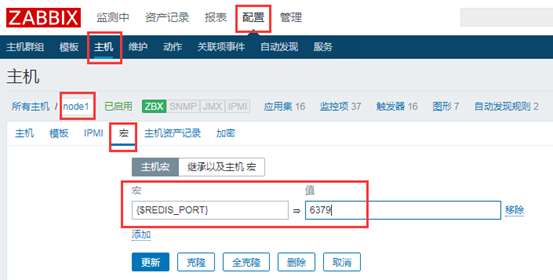 ZABBIX 监测中 资产记录 报表 配置 管理
主机群组 模板 主机 维护 动作 关联项事件 自动发现 服务
主机
所有主机 / node1 已启用 ZBX SNMP JMX IPMI 应用集 16 监控项 37 触发器 16 图形 7 自动发现规则 2
主机 模板 IPMI 宏 主机资产记录 加密
主机宏 继承以及主机 宏
宏 值
{$REDIS_PORT} ⇒ 6379 移除
添加
更新 克隆 全克隆 删除 取消